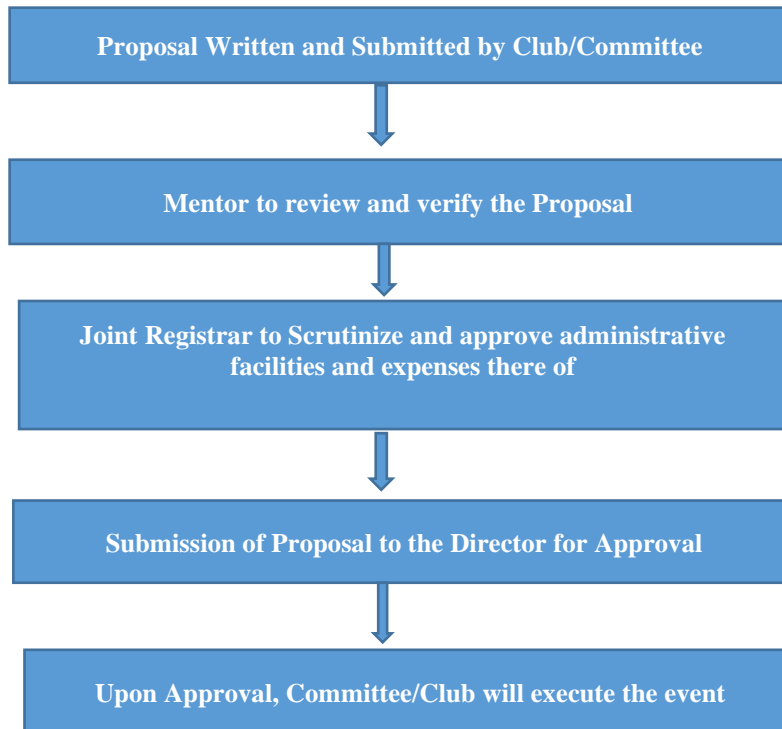 Proposal Written and Submitted by Club/Committee
Mentor to review and verify the Proposal
Joint Registrar to Scrutinize and approve administrative
facilities and expenses there of
Submission of Proposal to the Director for Approval
Upon Approval, Committee/Club will execute the event